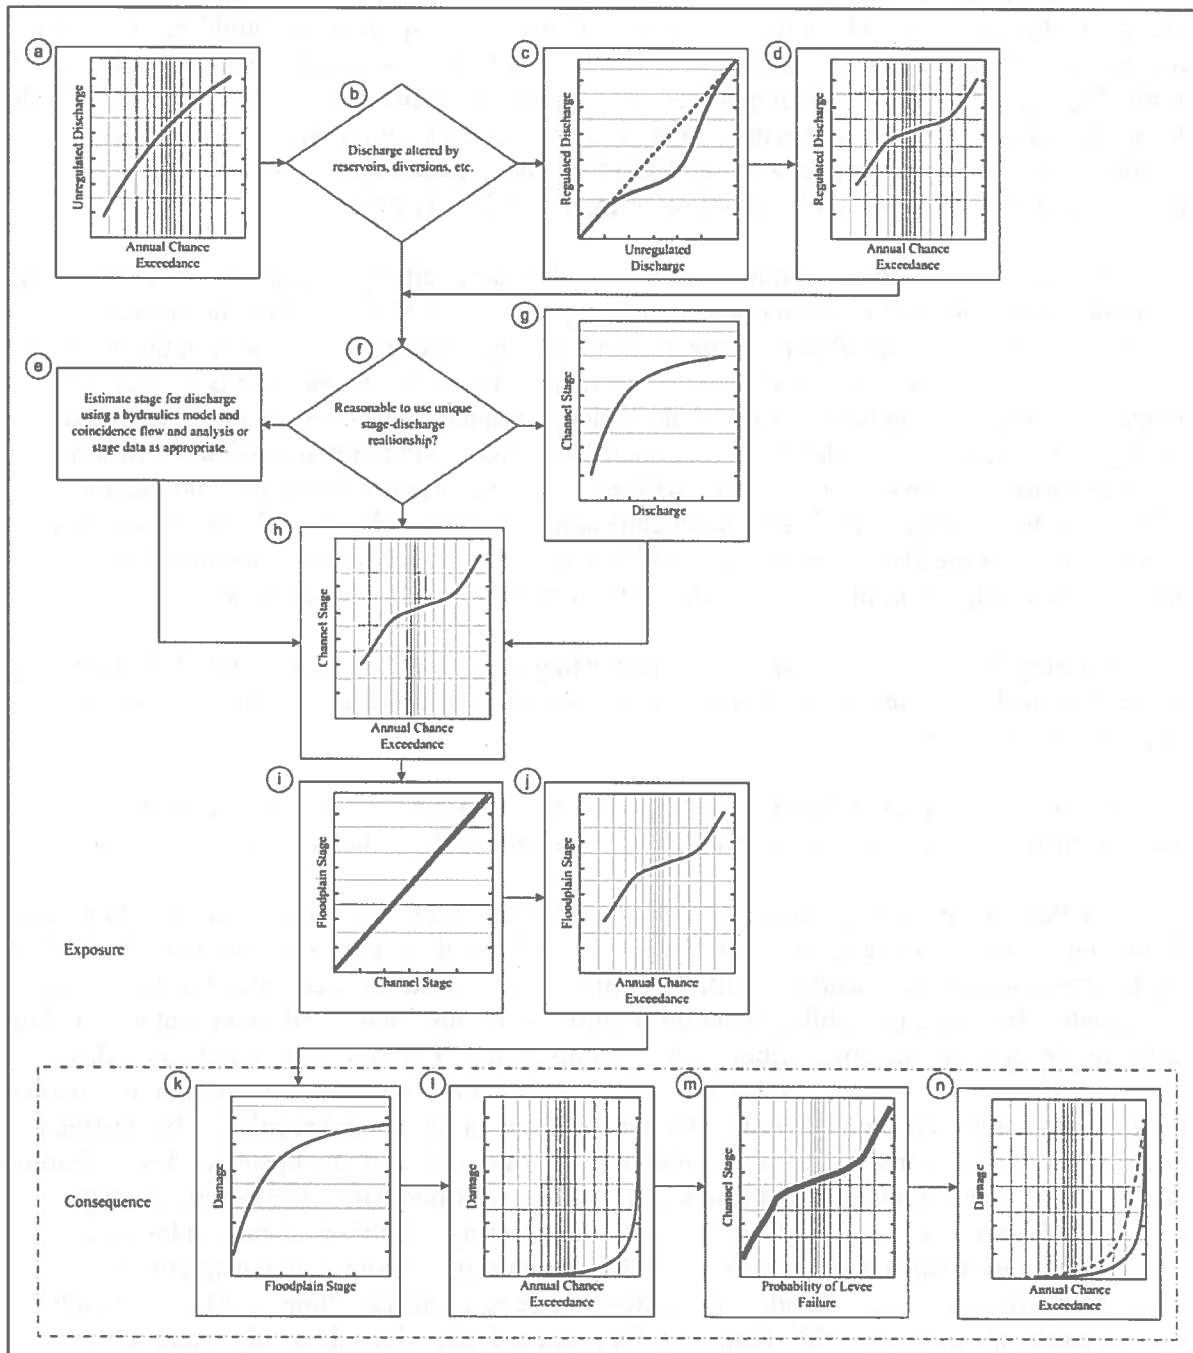 a
Unregulated Discharge
Annual Chance
Exceedance
b
Discharge altered by
reservoirs, diversions, etc.
c
Regulated Discharge
Unregulated
Discharge
d
Regulated Discharge
Annual Chance
Exceedance
e
Estimate stage for discharge
using a hydraulics model and
coincidence flow and analysis or
stage data as appropriate.
f
Reasonable to use unique
stage-discharge
realtionship?
g
Channel Stage
Discharge
h
Channel Stage
Annual Chance
Exceedance
i
Floodplain Stage
Channel Stage
j
Floodplain Stage
Annual Chance
Exceedance
Exposure
Consequence
k
Damage
Floodplain Stage
l
Damage
Annual Chance
Exceedance
m
Channel Stage
Probability of Levee
Failure
n
Damage
Annual Chance
Exceedance